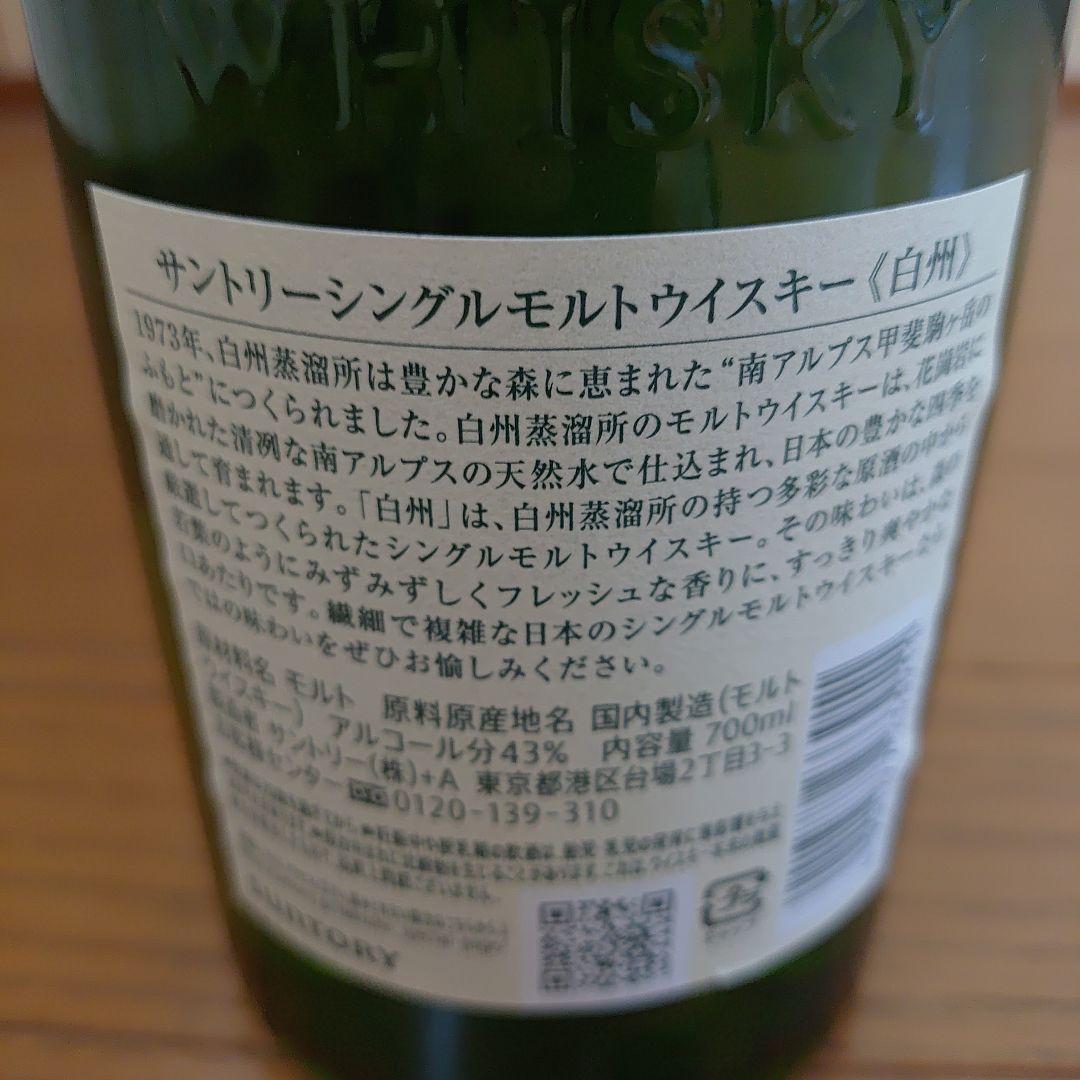 WHISKY
サントリーシングルモルトウイスキー《白州》
1973年、白州蒸溜所は豊かな森に恵まれた“南アルプス甲斐駒ヶ岳の
ふもと”につくられました。白州蒸溜所のモルトウイスキーは、花崗岩に
磨かれた清冽な南アルプスの天然水で仕込まれ、日本の豊かな四季を
通して育まれます。「白州」は、白州蒸溜所の持つ多彩な原酒の中から
厳選してつくられたシングルモルトウイスキー。その味わいは、森の
若葉のようにみずみずしくフレッシュな香りに、すっきり爽やかな
口あたりです。繊細で複雑な日本のシングルモルトウイスキーなら
ではの味わいをぜひお愉しみください。
原材料名 モルト 原料原産地名 国内製造(モルト
ウイスキー) アルコール分43% 内容量 700ml
製造者 サントリー(株)+A 東京都港区台場2丁目3-3
センター 0120-139-310
SUNTORY